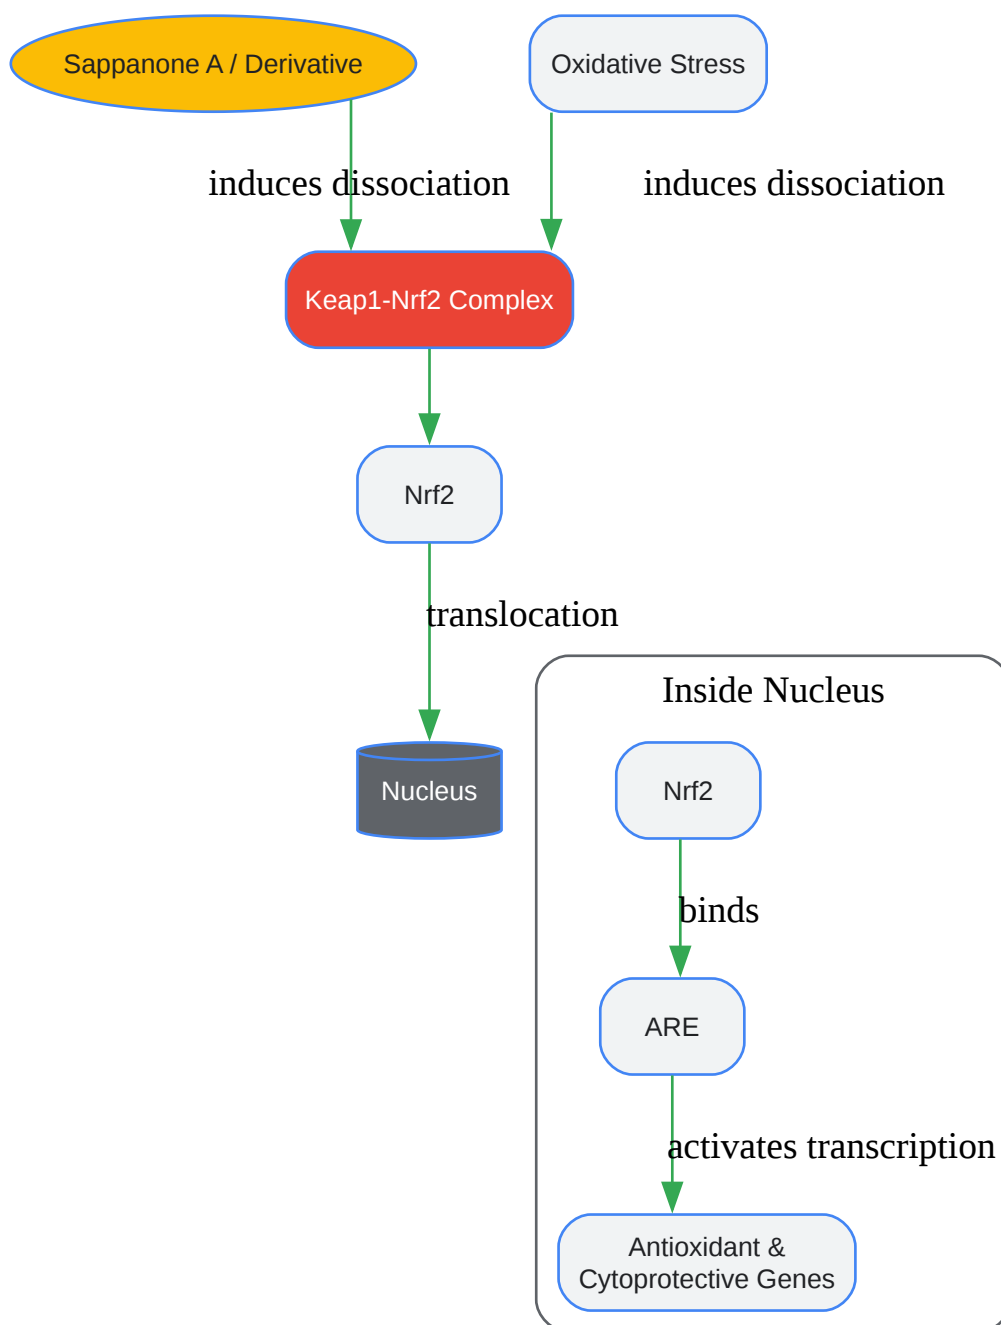 Sappanone A / Derivative
Oxidative Stress
induces dissociation
induces dissociation
Keap1-Nrf2 Complex
Nrf2
translocation
Nucleus
Inside Nucleus
Nrf2
binds
ARE
activates transcription
Antioxidant &
Cytoprotective Genes